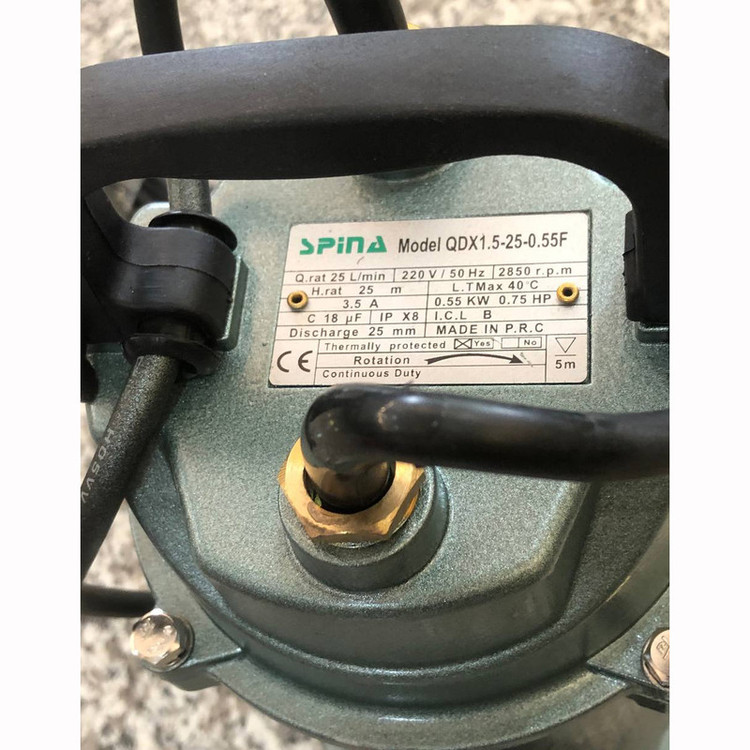 SPINA Model QDX1.5-25-0.55F
Q.rat 25 L/min 220 V / 50 Hz 2850 r.p.m
H.rat 25 m L.TMax 40°C
3.5 A 0.55 KW 0.75 HP
C 18 µF IP X8 I.C.L B
Discharge 25 mm MADE IN P.R.C
CE Thermally protected Yes No
Rotation 5m
Continuous Duty